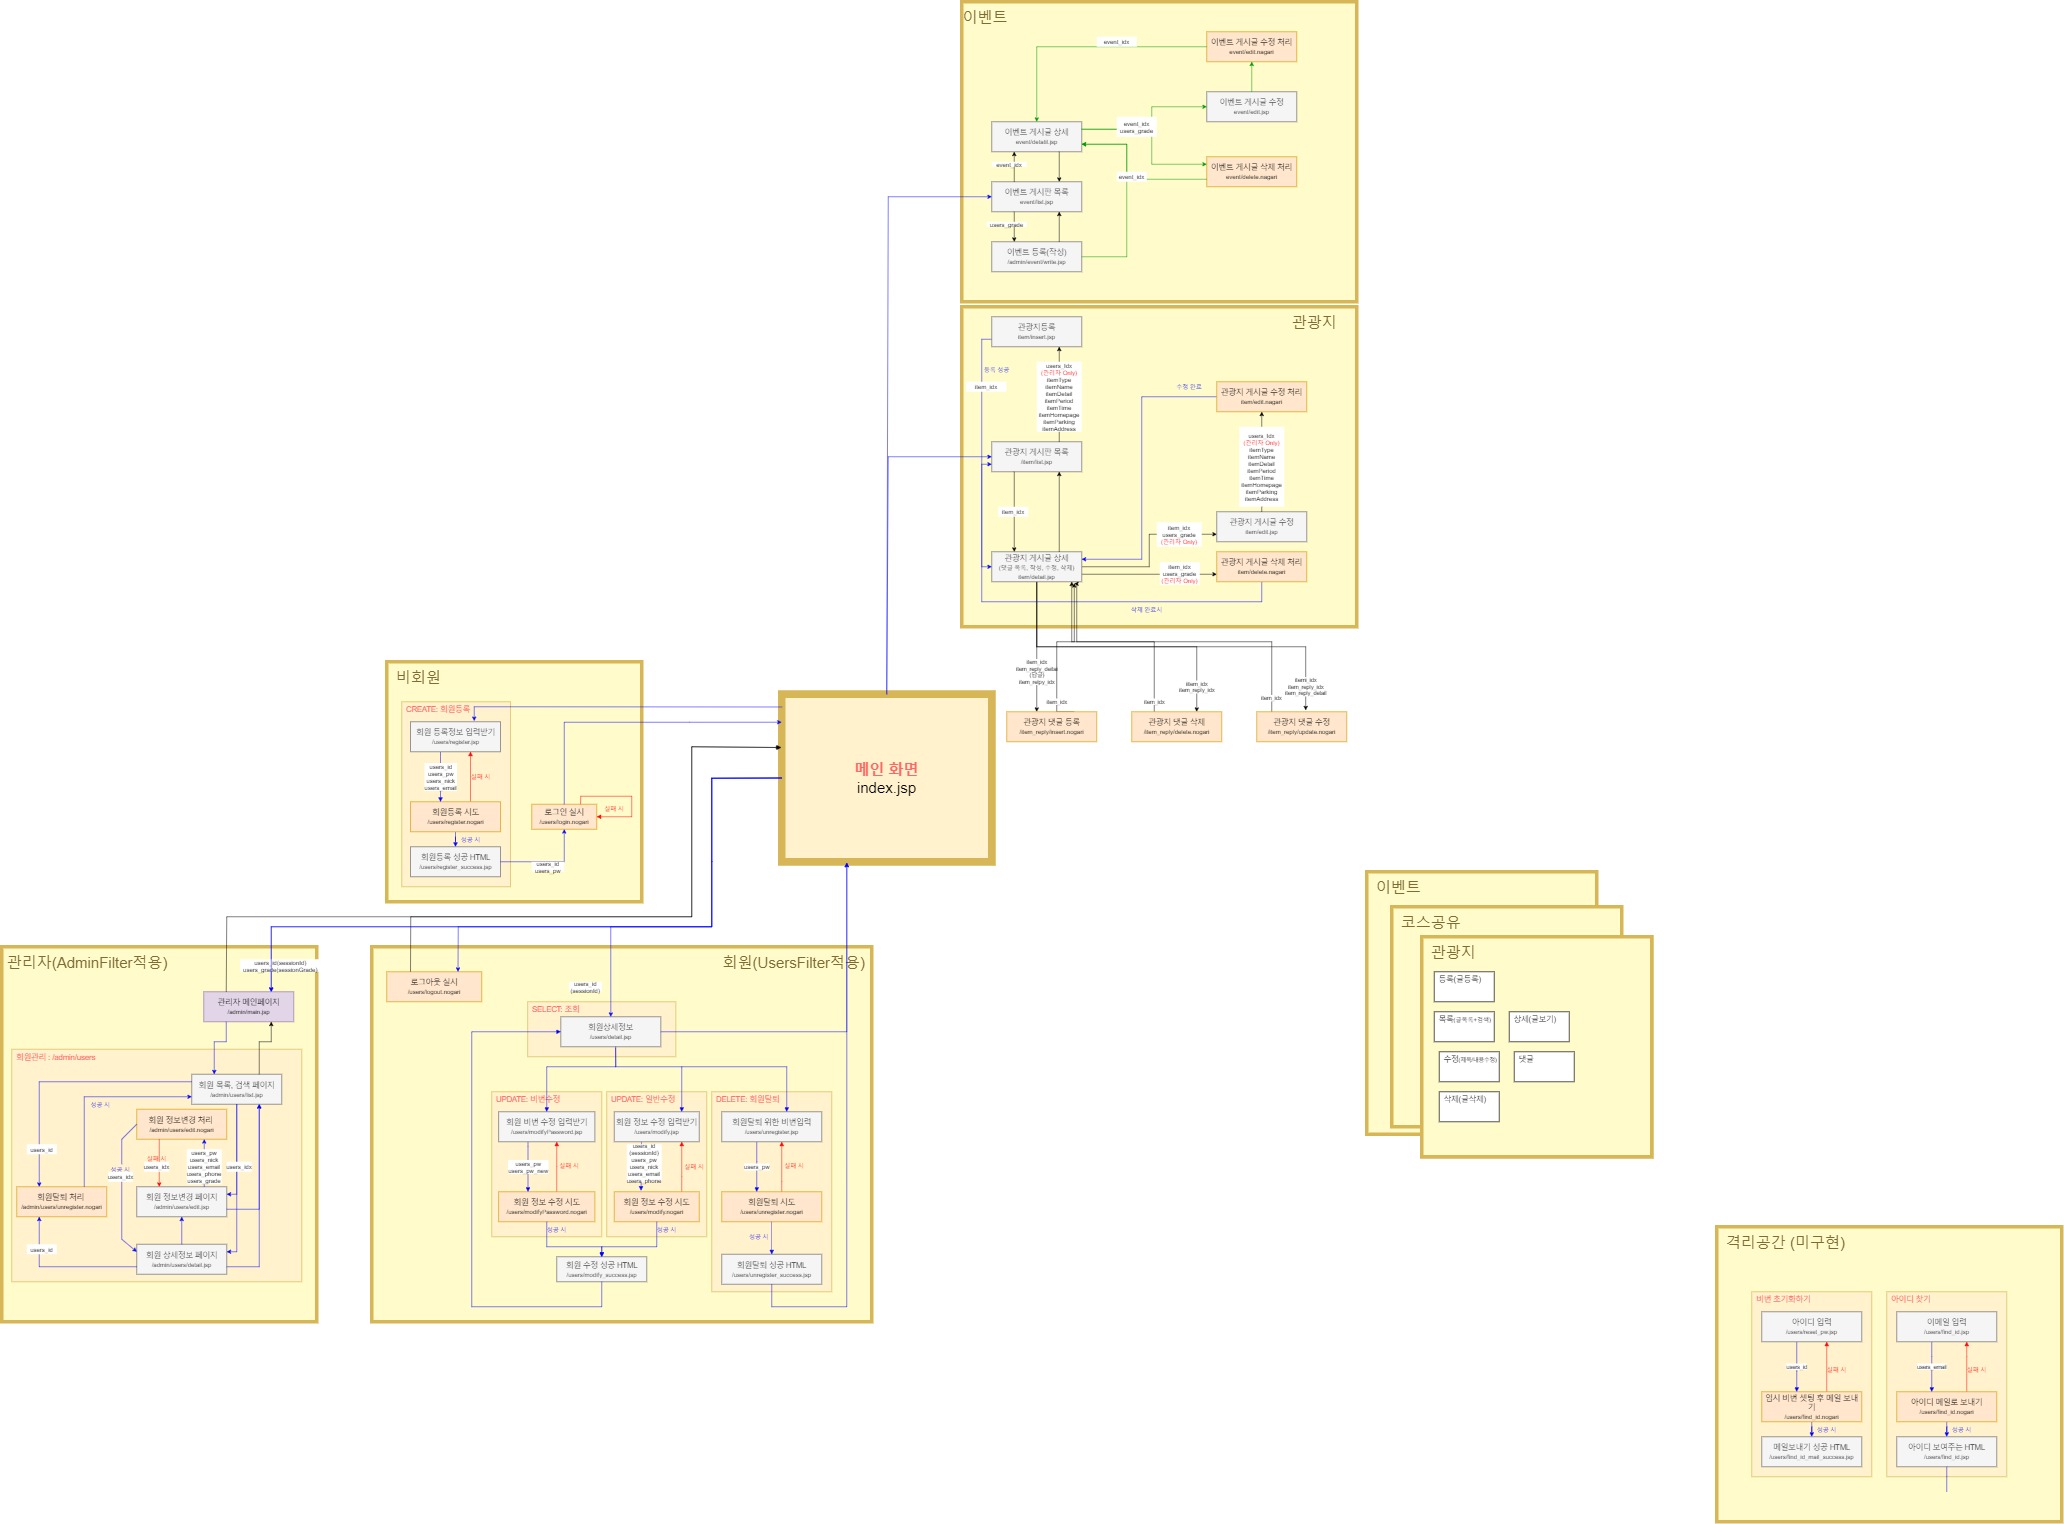 이벤트
event_idx
이벤트 게시글 수정 처리
event/edit.nagari
이벤트 게시글 수정
event/edit.jsp
이벤트 게시글 상세
event/detatil.jsp
event_idx
users_grade
이벤트 게시글 삭제 처리
event/delete.nagari
event_idx
event_idx
이벤트 게시판 목록
event/list.jsp
users_grade
이벤트 등록(작성)
/admin/event/write.jsp
관광지
관광지등록
item/insert.jsp
등록 성공
item_idx
users_idx
(관리자 Only)
itemType
itemName
itemDetail
itemPeriod
itemTime
itemHomepage
itemParking
itemAddress
수정 완료
관광지 게시글 수정 처리
item/edit.nagari
users_idx
(관리자 Only)
itemType
itemName
itemDetail
itemPeriod
itemTime
itemHomepage
itemParking
itemAddress
관광지 게시판 목록
/item/list.jsp
item_idx
관광지 게시글 수정
item/edit.jsp
item_idx
users_grade
(관리자 Only)
관광지 게시글 상세
(댓글 목록, 작성, 수정, 삭제)
item/detail.jsp
item_idx
users_grade
(관리자 Only)
관광지 게시글 삭제 처리
item/delete.nagari
삭제 완료시
item_idx
item_reply_detail
(답글)
item_reply_idx
item_idx
item_idx
item_reply_idx
item_idx
item_idx
item_reply_idx
item_reply_detail
item_idx
관광지 댓글 등록
/item_reply/insert.nogari
관광지 댓글 삭제
item_reply/delete.nogari
관광지 댓글 수정
/item_reply/update.nogari
비회원
CREATE: 회원등록
회원 등록정보 입력받기
/users/register.jsp
users_id
users_pw
users_nick
users_email
실패 시
회원등록 시도
/users/register.nogari
성공 시
회원등록 성공 HTML
/users/register_success.jsp
로그인 실시
/users/login.nogari
실패 시
users_id
users_pw
메인 화면
index.jsp
관리자(AdminFilter적용)
users_id(sessionId)
users_grade(sessionGrade)
관리자 메인페이지
/admin/main.jsp
회원관리 : /admin/users
회원 목록, 검색 페이지
/admin/users/list.jsp
성공 시
회원 정보변경 처리
/admin/users/edit.nogari
users_id
실패 시
users_idx
users_pw
users_nick
users_email
users_phone
users_grade
users_idx
성공 시
users_idx
회원탈퇴 처리
/admin/users/unregister.nogari
회원 정보변경 페이지
/admin/users/edit.jsp
users_id
회원 상세정보 페이지
/admin/users/detail.jsp
회원(UsersFilter적용)
로그아웃 실시
/users/logout.nogari
users_id
(sessionId)
SELECT: 조회
회원상세정보
/users/detail.jsp
UPDATE: 비번수정
회원 비번 수정 입력받기
/users/modifyPassword.jsp
users_pw
users_pw_new
실패 시
회원 정보 수정 시도
/users/modifyPassword.nogari
성공 시
UPDATE: 일반수정
회원 정보 수정 입력받기
/users/modify.jsp
users_id
(sessionId)
users_pw
users_nick
users_email
users_phone
실패 시
회원 정보 수정 시도
/users/modify.nogari
성공 시
회원 수정 성공 HTML
/users/modify_success.jsp
DELETE: 회원탈퇴
회원탈퇴 위한 비번입력
/users/unregister.jsp
users_pw
실패 시
회원탈퇴 시도
/users/unregister.nogari
성공 시
회원탈퇴 성공 HTML
/users/unregister_success.jsp
이벤트
코스공유
관광지
등록(글등록)
목록(글목록+검색)
상세(글보기)
수정(제목/내용수정)
댓글
삭제(글삭제)
격리공간 (미구현)
비번 초기화하기
아이디 입력
/users/reset_pw.jsp
users_id
실패 시
임시 비번 셋팅 후 메일 보내
기
/users/find_id.nogari
성공 시
메일보내기 성공 HTML
/users/find_id_mail_success.jsp
아이디 찾기
이메일 입력
/users/find_id.jsp
users_email
실패 시
아이디 메일로 보내기
/users/find_id.nogari
성공 시
아이디 보여주는 HTML
/users/find_id.jsp